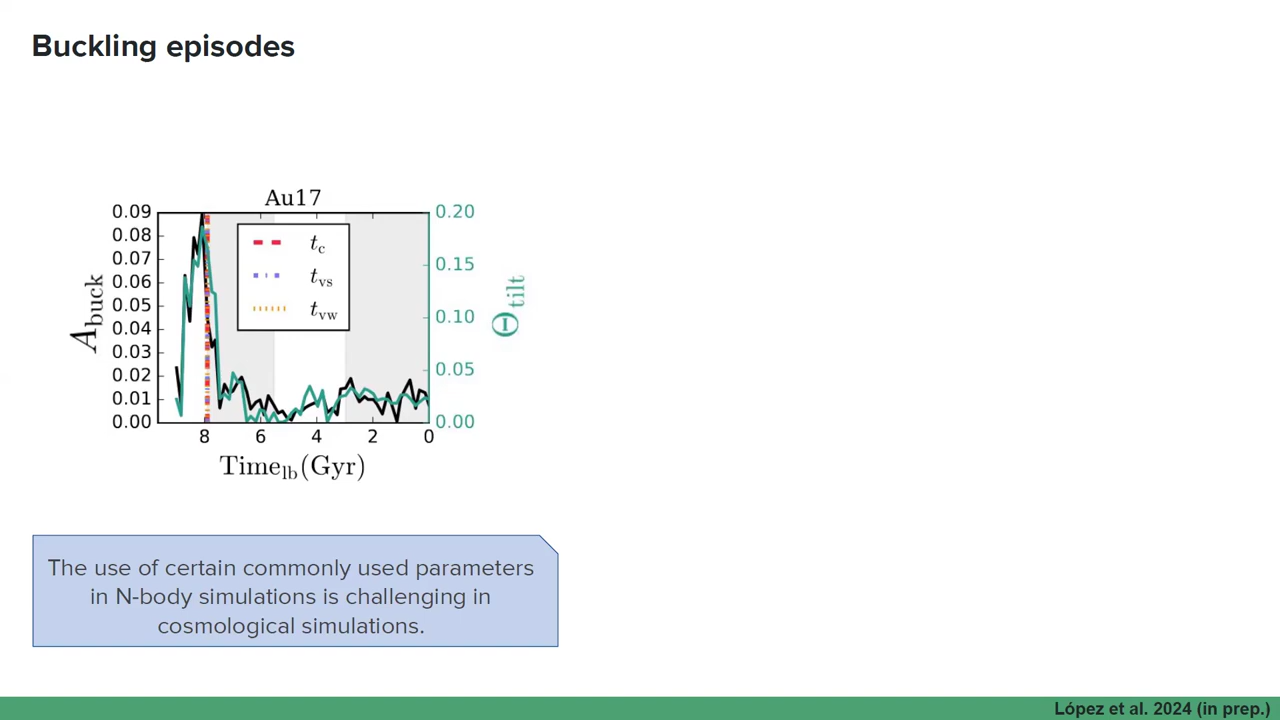 Buckling episodes
Au17
0.09
0.08
0.07
0.06
0.05
0.04
0.03
0.02
0.01
0.00
A_buck
t_c
t_vs
t_vw
0.20
0.15
0.10
0.05
0.00
Θ_tilt
8 6 4 2 0
Time_lb(Gyr)
The use of certain commonly used parameters
in N-body simulations is challenging in
cosmological simulations.
López et al. 2024 (in prep.)